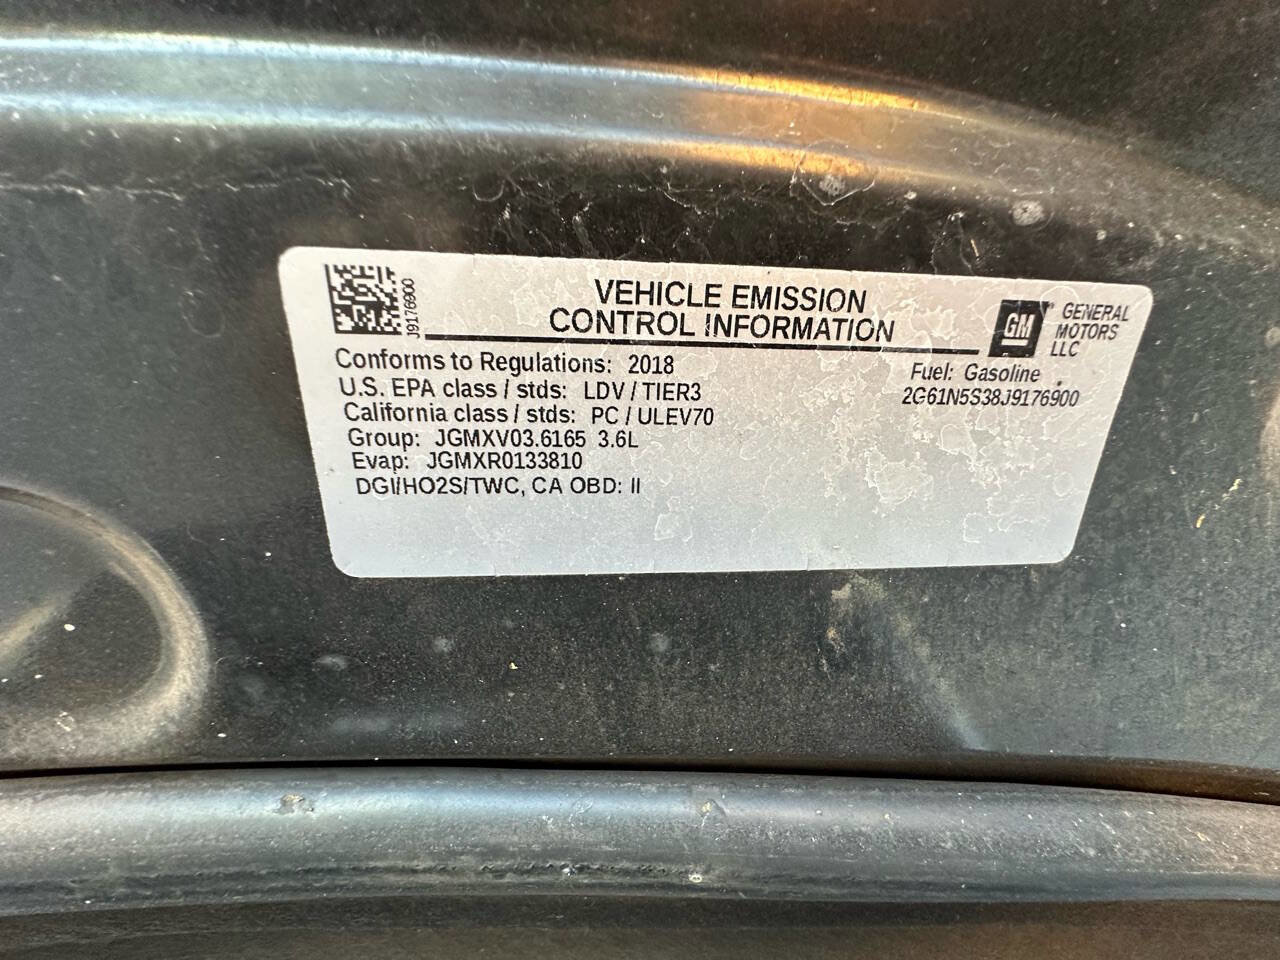 J9176900
VEHICLE EMISSION
CONTROL INFORMATION
GM
GENERAL
MOTORS
LLC
Conforms to Regulations: 2018
Fuel: Gasoline
U.S. EPA class / stds: LDV / TIER3
2G61N5S38J9176900
California class / stds: PC / ULEV70
Group: JGMXV03.6165 3.6L
Evap: JGMXR0133810
DGI/HO2S/TWC, CA OBD: II